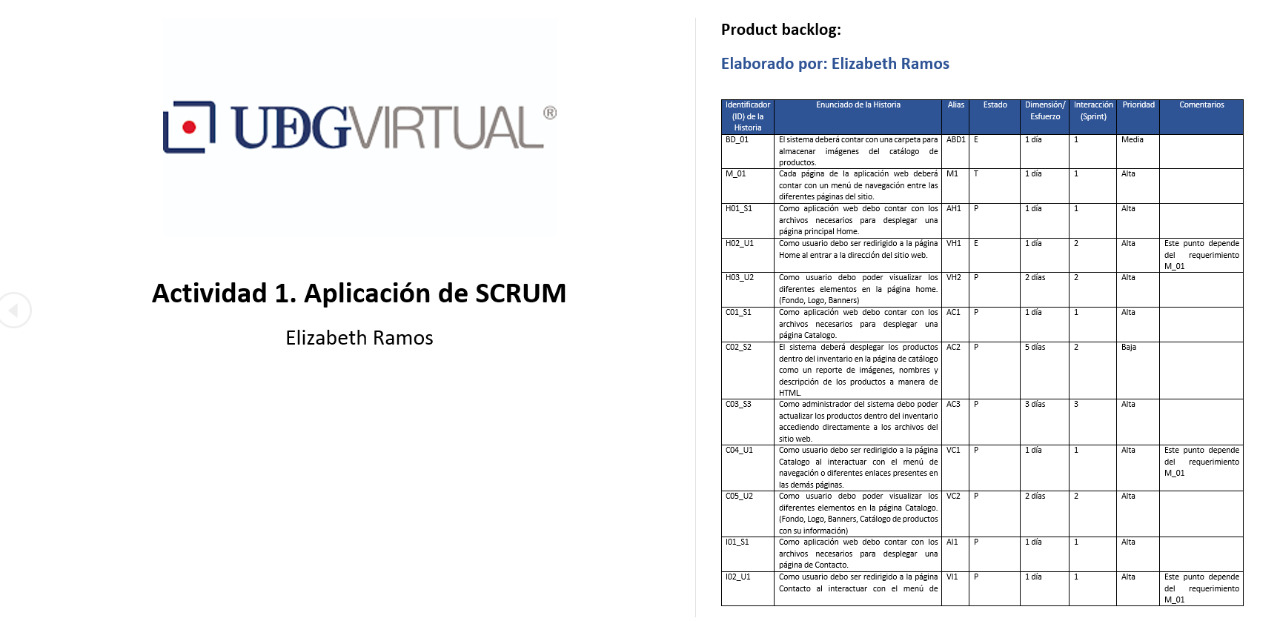 UDGVIRTUAL®
Actividad 1. Aplicación de SCRUM
Elizabeth Ramos
Product backlog:
Elaborado por: Elizabeth Ramos
Identificador (ID) de la Historia | Enunciado de la Historia | Alias | Estado | Dimensión/ Esfuerzo | Interacción (Sprint) | Prioridad | Comentarios
BD_01 | El sistema deberá contar con una carpeta para almacenar imágenes del catálogo de productos. | ABD1 | E | 1 día | 1 | Media
M_01 | Cada página de la aplicación web deberá contar con un menú de navegación entre las diferentes páginas del sitio. | M1 | T | 1 día | 1 | Alta
H01_S1 | Como aplicación web debo contar con los archivos necesarios para desplegar una página principal Home. | AH1 | P | 1 día | 1 | Alta
H02_U1 | Como usuario debo ser redirigido a la página Home al entrar a la dirección del sitio web. | VH1 | E | 1 día | 2 | Alta | Este punto depende del requerimiento M_01
H03_U2 | Como usuario debo poder visualizar los diferentes elementos en la página home. (Fondo, Logo, Banners) | VH2 | P | 2 días | 2 | Alta
C01_S1 | Como aplicación web debo contar con los archivos necesarios para desplegar una página Catalogo. | AC1 | P | 1 día | 1 | Alta
C02_S2 | El sistema deberá desplegar los productos dentro del inventario en la página de catálogo como un reporte de imágenes, nombres y descripción de los productos a manera de HTML. | AC2 | P | 5 días | 2 | Baja
C03_S3 | Como administrador del sistema debo poder actualizar los productos dentro del inventario accediendo directamente a los archivos del sitio web. | AC3 | P | 3 días | 3 | Alta
C04_U1 | Como usuario debo ser redirigido a la página Catalogo al interactuar con el menú de navegación o diferentes enlaces presentes en las demás páginas. | VC1 | P | 1 día | 1 | Alta | Este punto depende del requerimiento M_01
C05_U2 | Como usuario debo poder visualizar los diferentes elementos en la página Catalogo. (Fondo, Logo, Banners, Catálogo de productos con su información) | VC2 | P | 2 días | 2 | Alta
I01_S1 | Como aplicación web debo contar con los archivos necesarios para desplegar una página de Contacto. | AI1 | P | 1 día | 1 | Alta
I02_U1 | Como usuario debo ser redirigido a la página Contacto al interactuar con el menú de | VI1 | P | 1 día | 1 | Alta | Este punto depende del requerimiento M_01